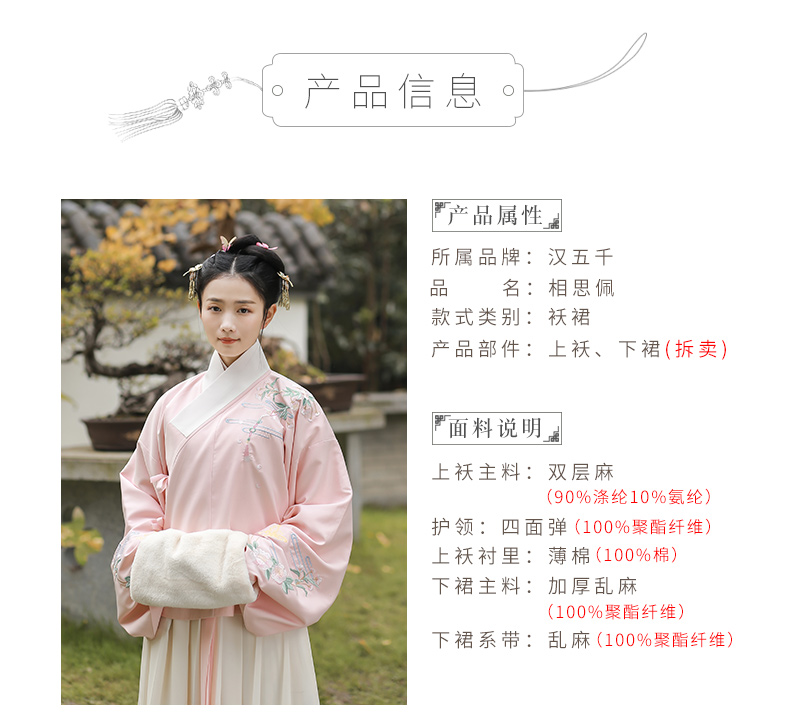 产品信息
产品属性
所属品牌：汉五千
品名：相思佩
款式类别：袄裙
产品部件：上袄、下裙(拆卖)
面料说明
上袄主料：双层麻
（90%涤纶10%氨纶）
护领：四面弹（100%聚酯纤维）
上袄衬里：薄棉（100%棉）
下裙主料：加厚乱麻
（100%聚酯纤维）
下裙系带：乱麻（100%聚酯纤维）